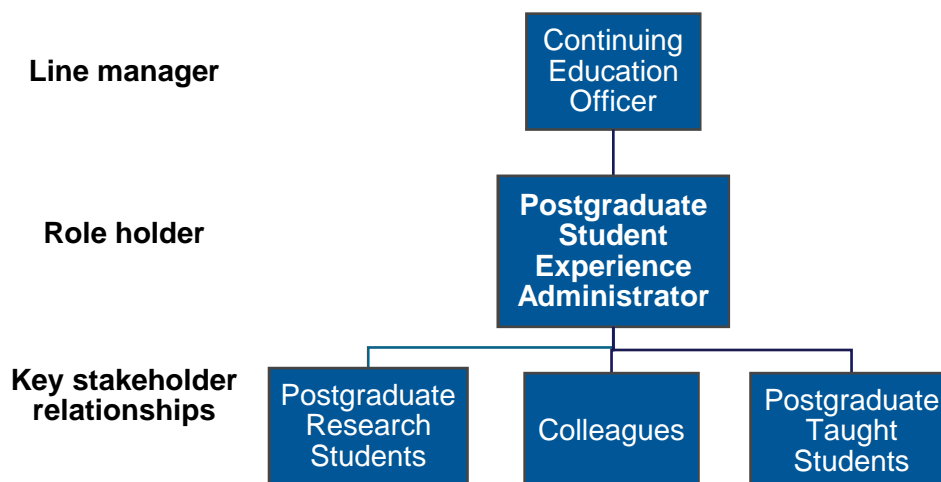 Line manager
Continuing
Education
Officer
Role holder
Postgraduate
Student
Experience
Administrator
Key stakeholder
relationships
Postgraduate
Research
Students
Colleagues
Postgraduate
Taught
Students